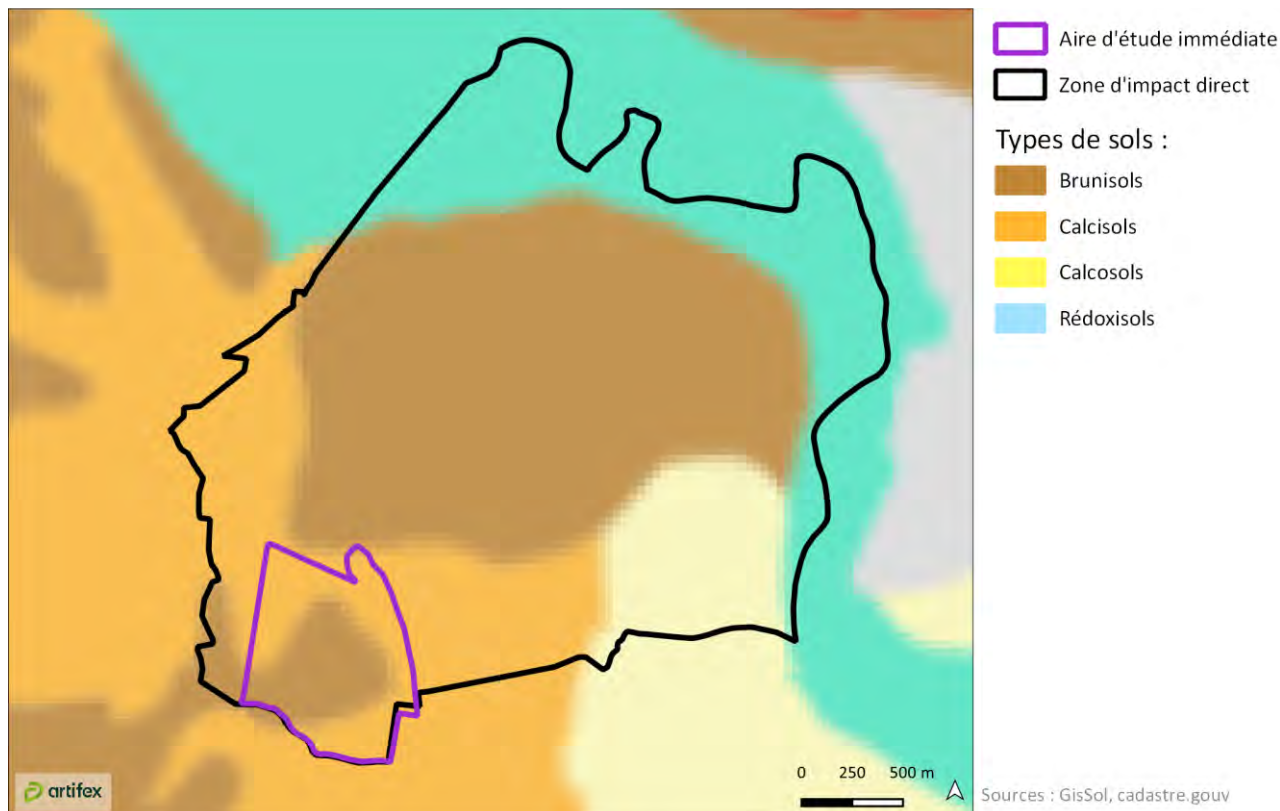 Aire d'étude immédiate
Zone d'impact direct
Types de sols :
Brunisols
Calcisols
Calcosols
Rédoxisols
0 250 500 m
artifex
Sources : GisSol, cadastre.gouv